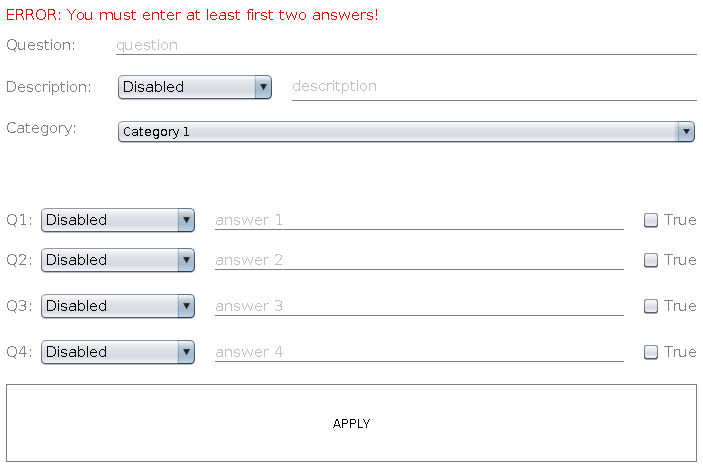 ERROR: You must enter at least first two answers!
Question: question
Description: Disabled descritption
Category: Category 1
Q1: Disabled answer 1 True
Q2: Disabled answer 2 True
Q3: Disabled answer 3 True
Q4: Disabled answer 4 True
APPLY